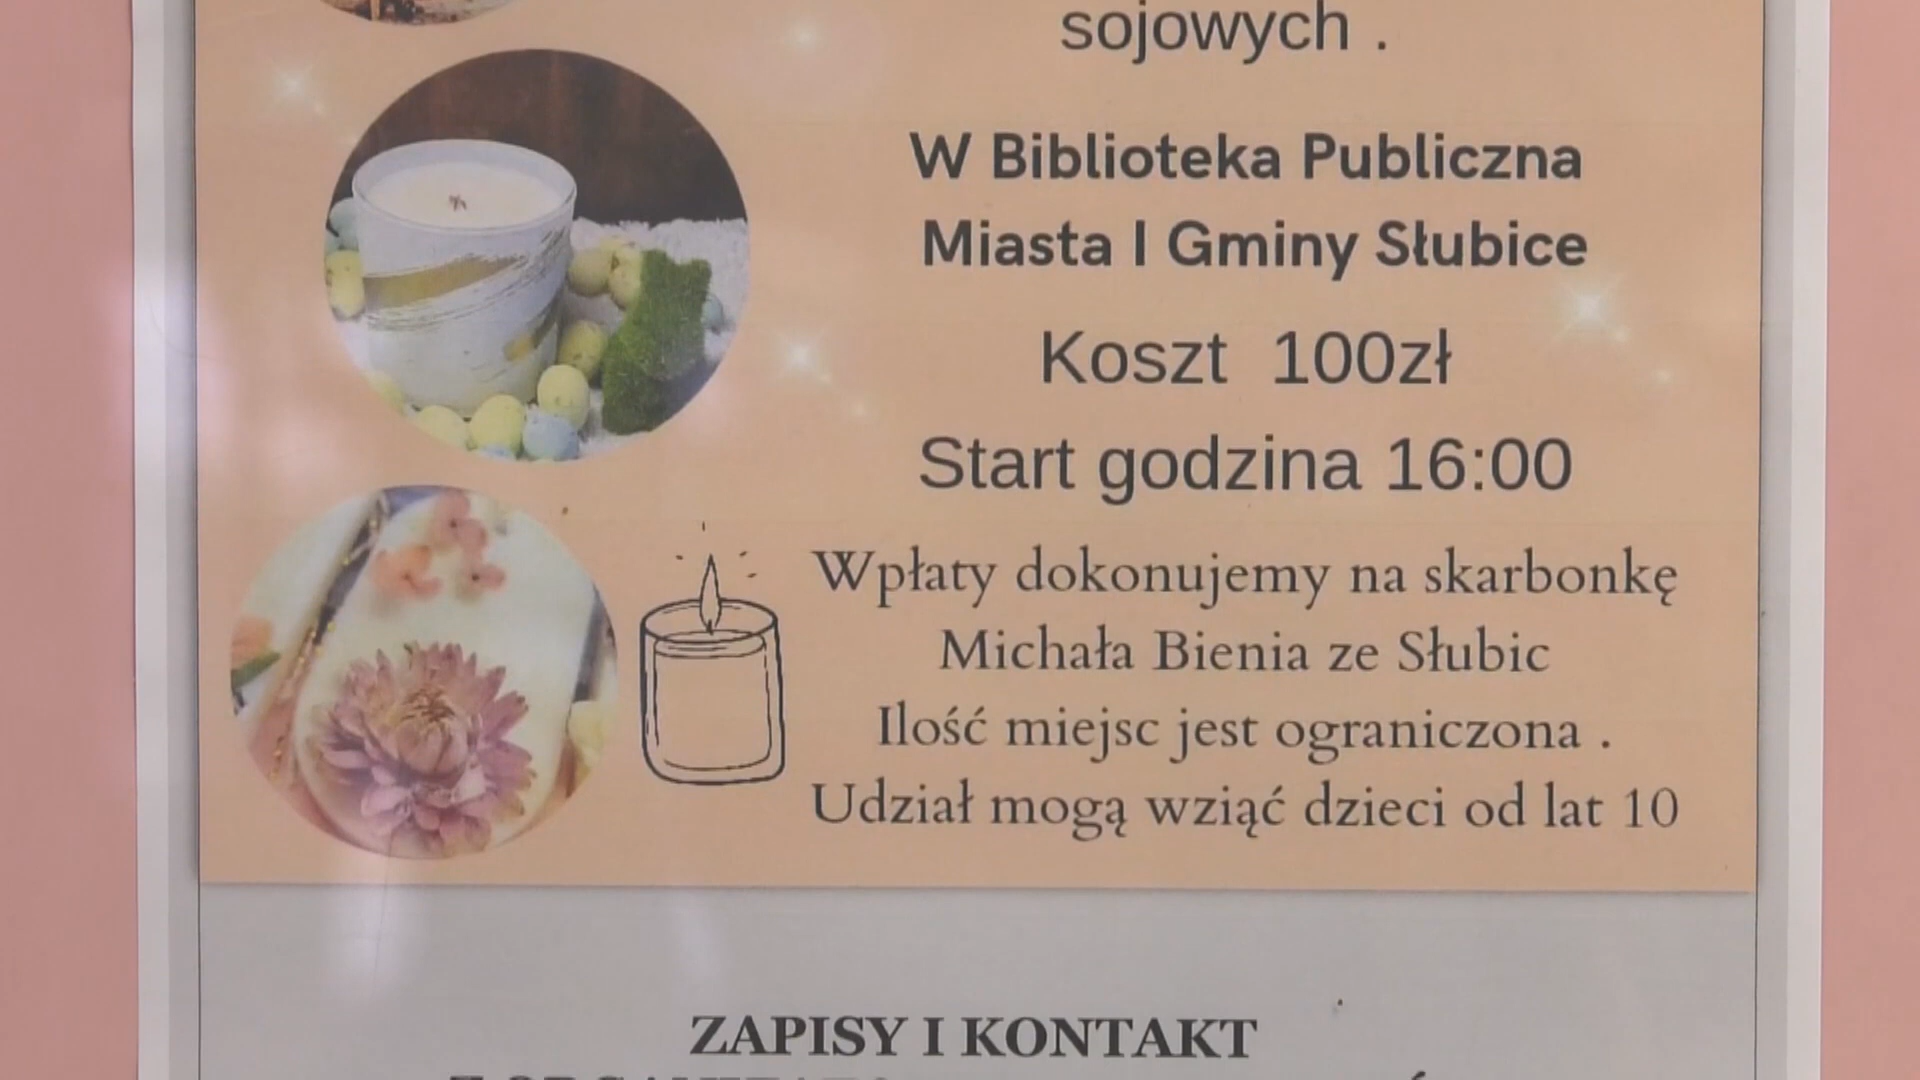 sojowych .
W Biblioteka Publiczna
Miasta I Gminy Słubice
Koszt 100zł
Start godzina 16:00
Wpłaty dokonujemy na skarbonkę
Michała Bienia ze Słubic
Ilość miejsc jest ograniczona .
Udział mogą wziąć dzieci od lat 10
ZAPISY I KONTAKT